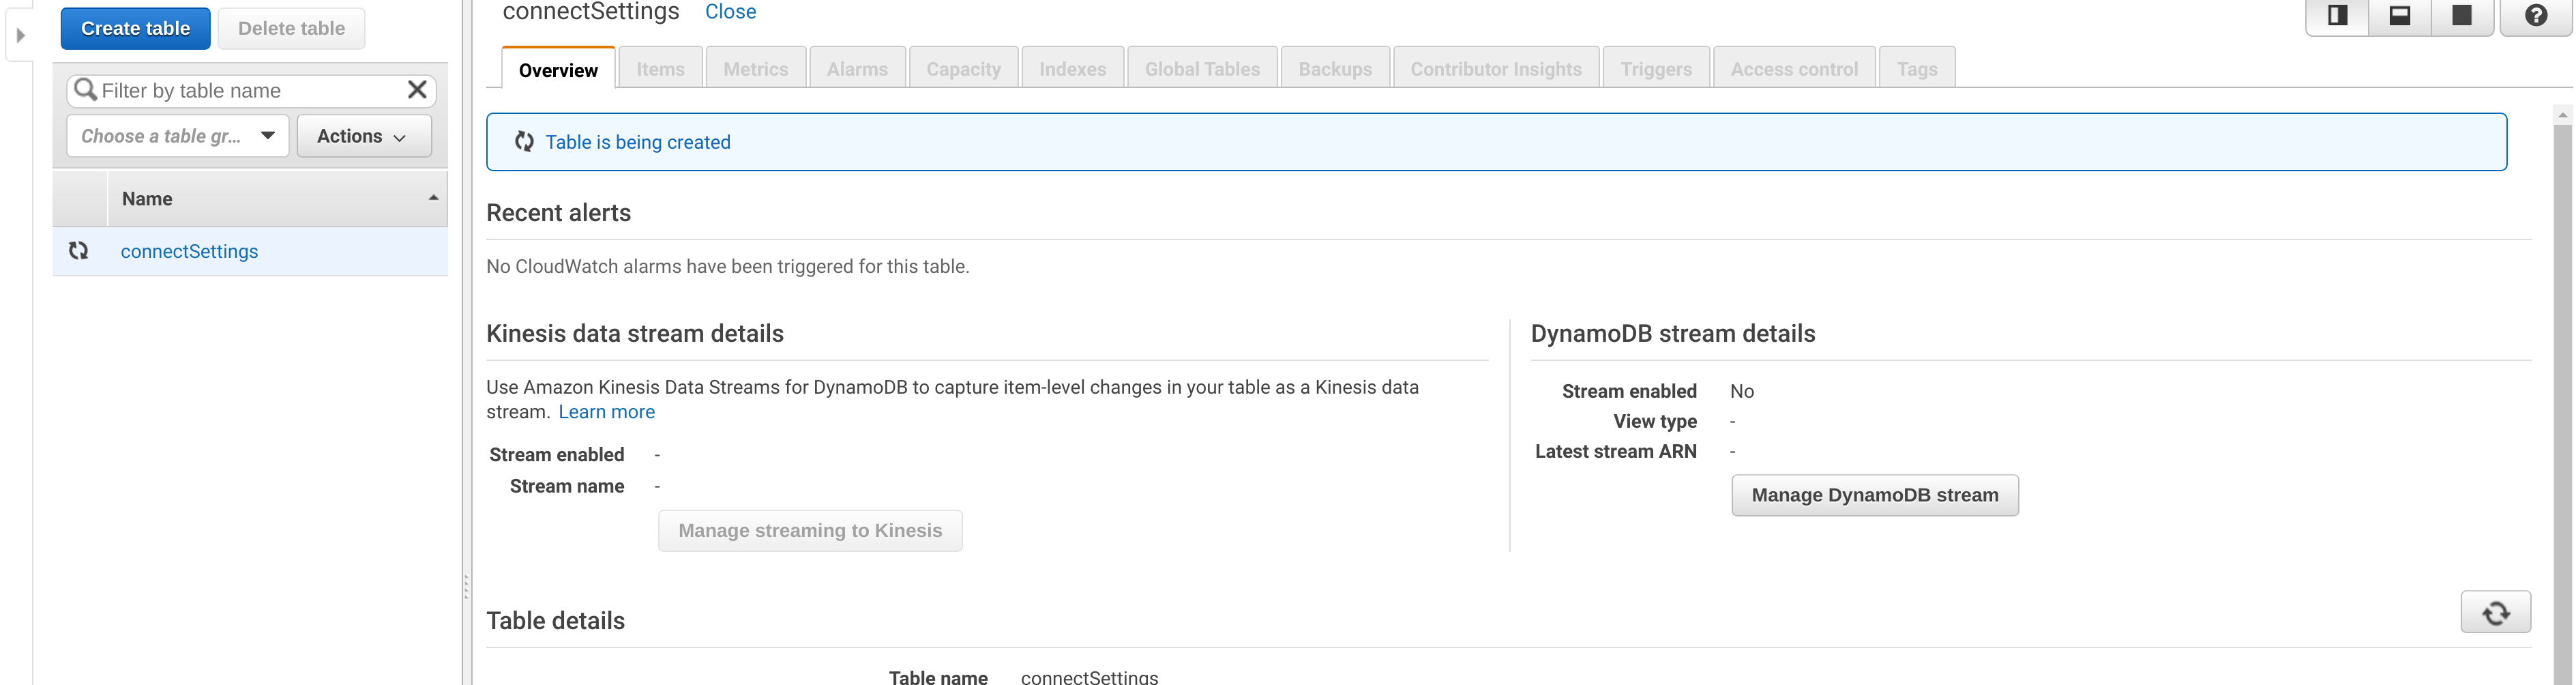 Create table
Delete table
Filter by table name
Choose a table gr...
Actions
Name
connectSettings
connectSettings Close
Overview
Items
Metrics
Alarms
Capacity
Indexes
Global Tables
Backups
Contributor Insights
Triggers
Access control
Tags
Table is being created
Recent alerts
No CloudWatch alarms have been triggered for this table.
Kinesis data stream details
Use Amazon Kinesis Data Streams for DynamoDB to capture item-level changes in your table as a Kinesis data
stream. Learn more
Stream enabled -
Stream name -
Manage streaming to Kinesis
DynamoDB stream details
Stream enabled No
View type -
Latest stream ARN -
Manage DynamoDB stream
Table details
Table name connectSettings